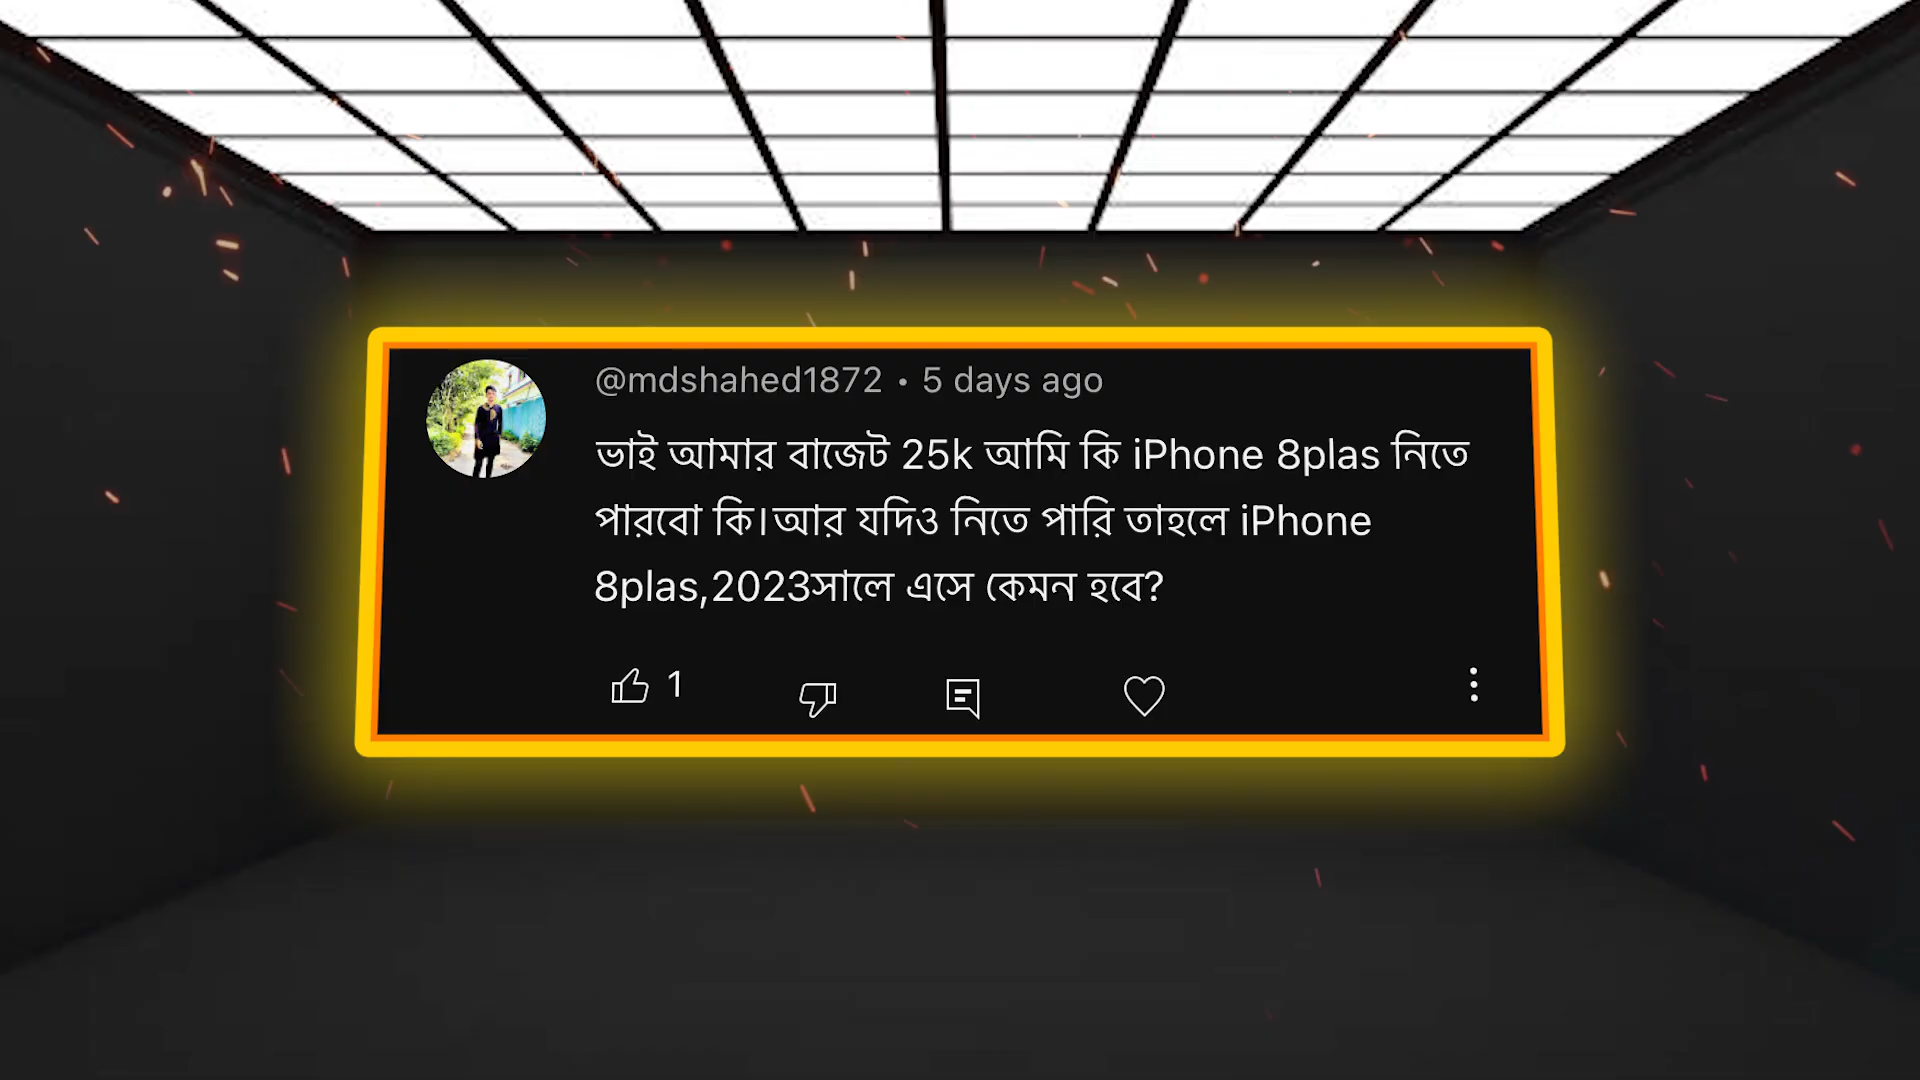 @mdshahed1872 • 5 days ago
ভাই আমার বাজেট 25k আমি কি iPhone 8plas নিতে
পারবো কি।আর যদিও নিতে পারি তাহলে iPhone
8plas,2023সালে এসে কেমন হবে?
1